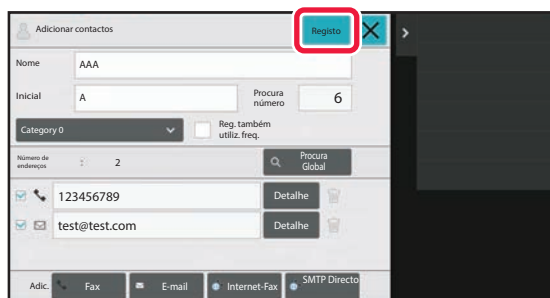 Adicionar contactos
Registo
Nome
AAA
Inicial
A
Procura
número
6
Category 0
Reg. também
utiliz. freq.
Número de
endereços
:
2
Procura
Global
123456789
Detalhe
test@test.com
Detalhe
Adic.
Fax
E-mail
Internet-Fax
SMTP Directo